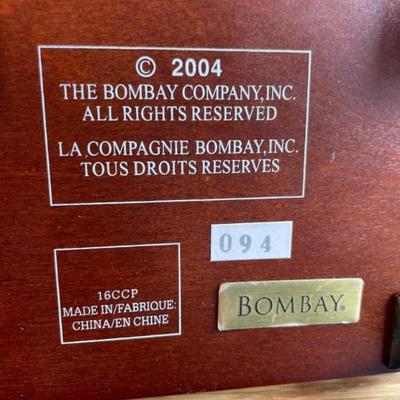 © 2004
THE BOMBAY COMPANY, INC.
ALL RIGHTS RESERVED
LA COMPAGNIE BOMBAY, INC.
TOUS DROITS RESERVES
094
16CCP
MADE IN/FABRIQUE:
CHINA/EN CHINE
BOMBAY®